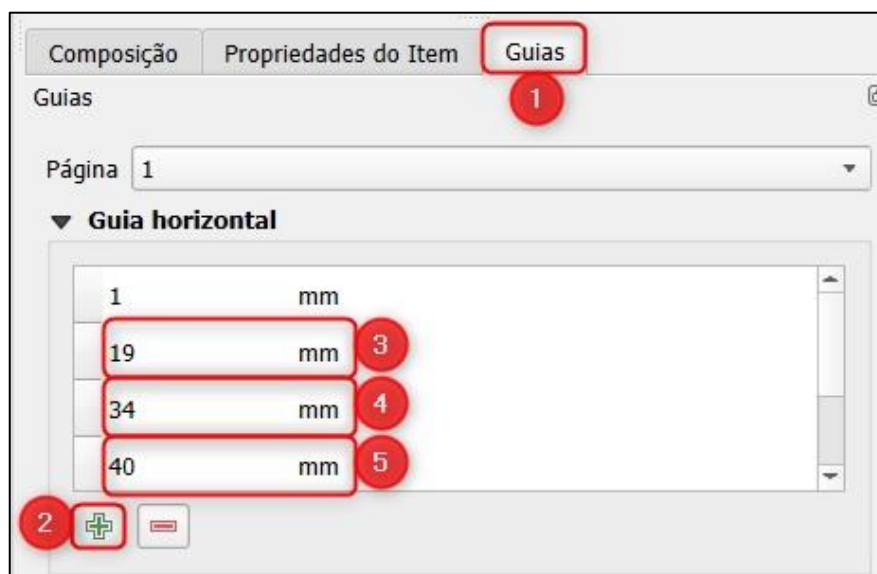 Composição Propriedades do Item Guias
1
Guias
Página 1
Guia horizontal
1 mm
19 mm 3
34 mm 4
40 mm 5
2